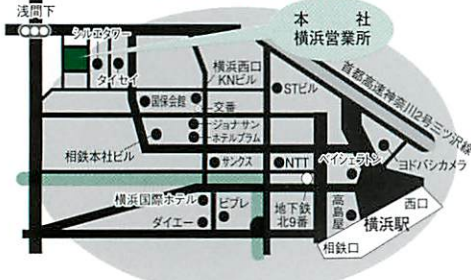 浅間下
本社
横浜営業所
シルエタワー
タイセイ
横浜西口
KNビル
STビル
首都高速神奈川2号三ツ沢線
国保会館
交番
ジョナサン
ホテルプラム
相鉄本社ビル
サンクス
NTT
ベイシェラトン
ヨドバシカメラ
横浜国際ホテル
ビブレ
ダイエー
地下鉄
北9番
高島屋
西口
横浜駅
相鉄口